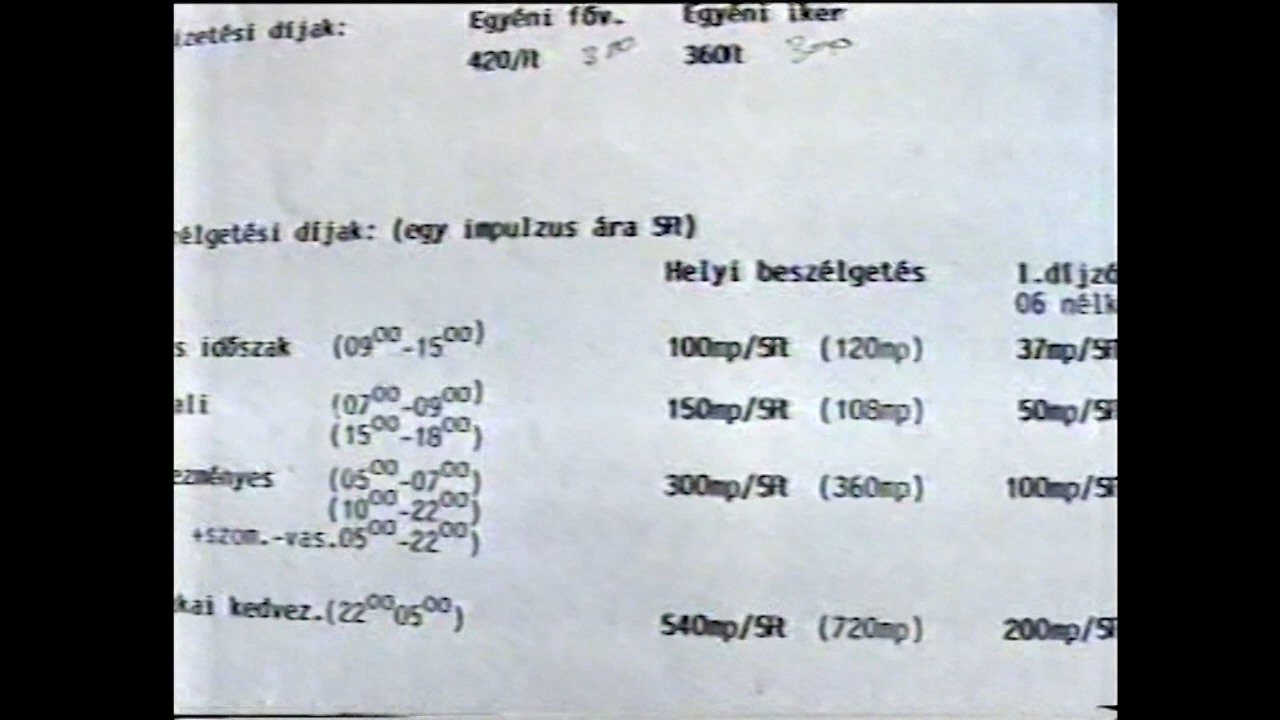 izetési díjak: Egyéni főv. Egyéni iker
420/Ft 360Ft 300
élgetési díjak: (egy impulzus ára 5Ft)
Helyi beszélgetés I.díjzó
06 nélk
s időszak (09⁰⁰-15⁰⁰) 100mp/5Ft (120mp) 37mp/5F
eli (07⁰⁰-09⁰⁰) 150mp/5Ft (108mp) 50mp/5F
(15⁰⁰-18⁰⁰)
ezményes (05⁰⁰-07⁰⁰) 300mp/5Ft (360mp) 100mp/5F
(10⁰⁰-22⁰⁰)
+szom.-vas.05⁰⁰-22⁰⁰)
kai kedvez.(22⁰⁰05⁰⁰) 540mp/5Ft (720mp) 200mp/5F